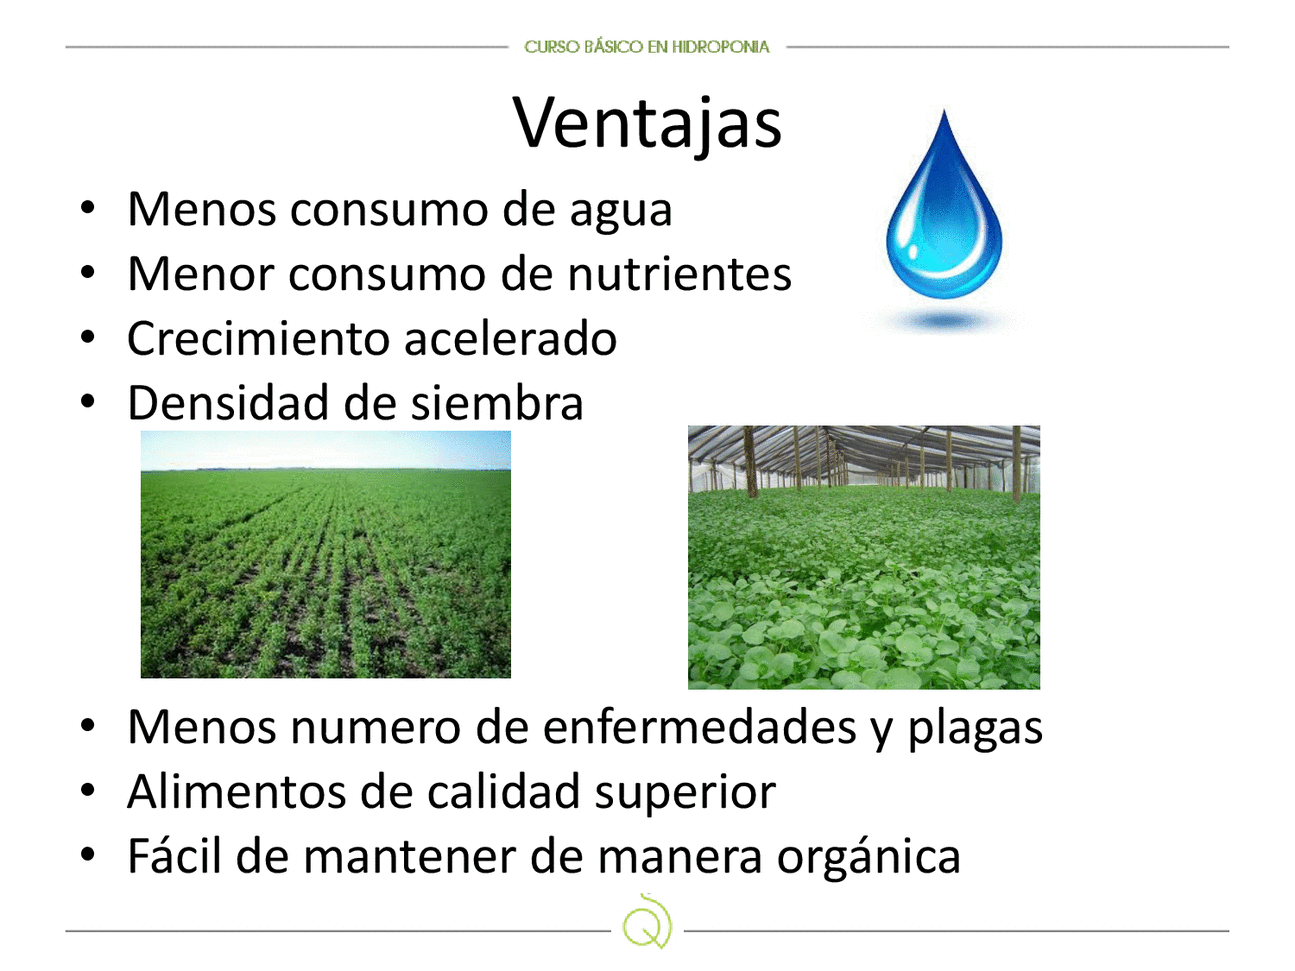 CURSO BÁSICO EN HIDROPONIA
Ventajas
• Menos consumo de agua
• Menor consumo de nutrientes
• Crecimiento acelerado
• Densidad de siembra
• Menos numero de enfermedades y plagas
• Alimentos de calidad superior
• Fácil de mantener de manera orgánica